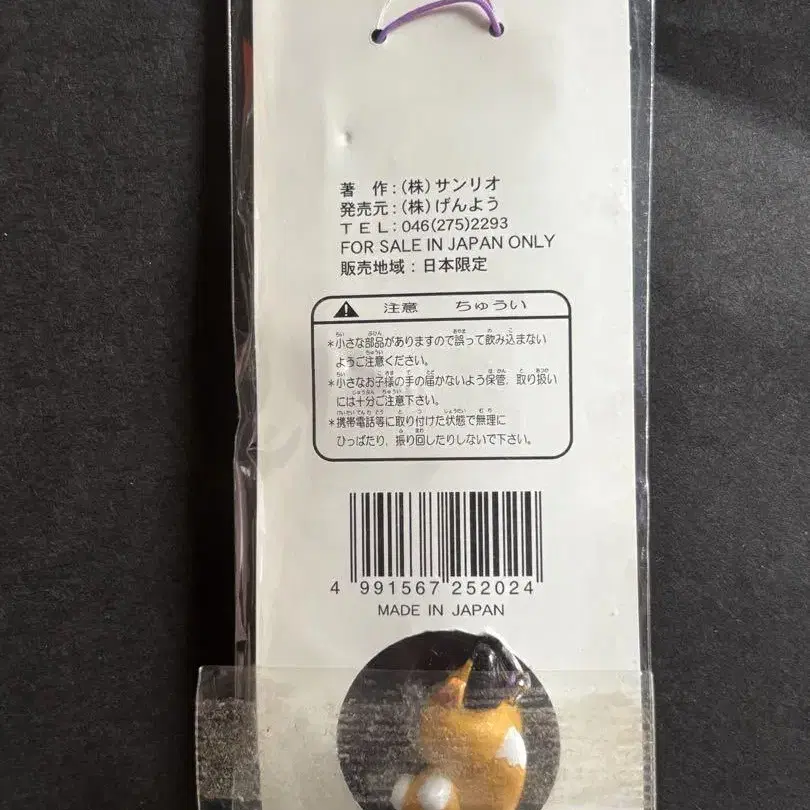 著　作：（株）サンリオ
発売元：（株）げんよう
ＴＥＬ：046(275)2293
FOR SALE IN JAPAN ONLY
販売地域：日本限定
注意　ちゅうい
＊小さな部品がありますので誤って飲み込まない
ようご注意ください。
＊小さなお子様の手の届かないよう保管、取り扱い
には十分ご注意下さい。
＊携帯電話等に取り付けた状態で無理に
ひっぱたり、振り回したりしないで下さい。
4 991567 252024
MADE IN JAPAN